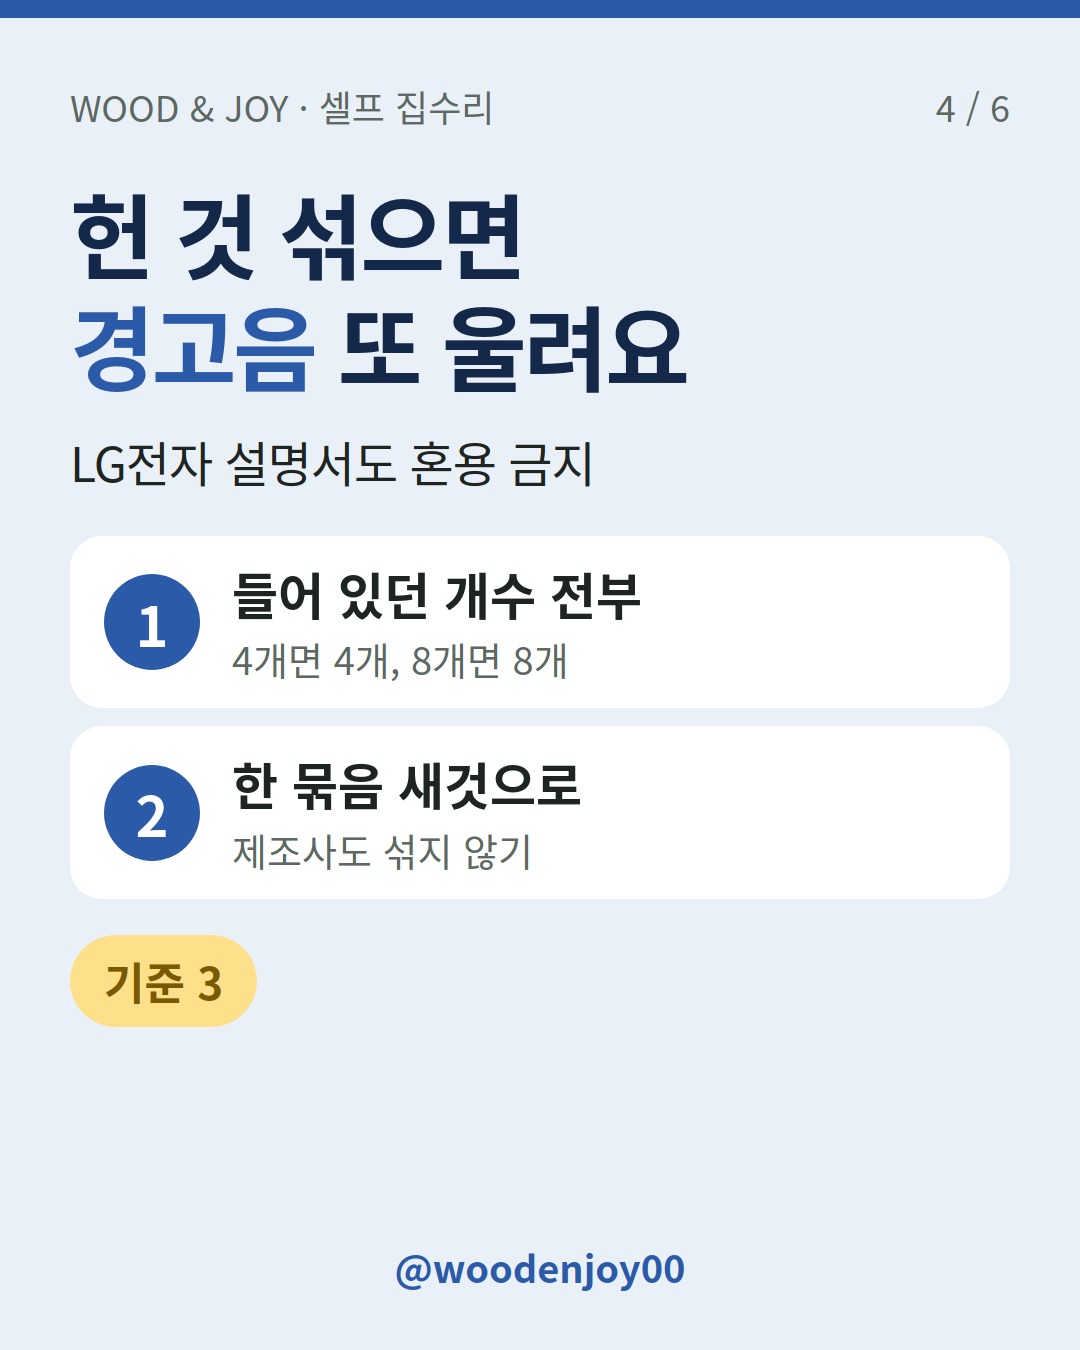 WOOD & JOY · 셀프 집수리
4 / 6
헌 것 섞으면
경고음 또 울려요
LG전자 설명서도 혼용 금지
1
들어 있던 개수 전부
4개면 4개, 8개면 8개
2
한 묶음 새것으로
제조사도 섞지 않기
기준 3
@woodenjoy00